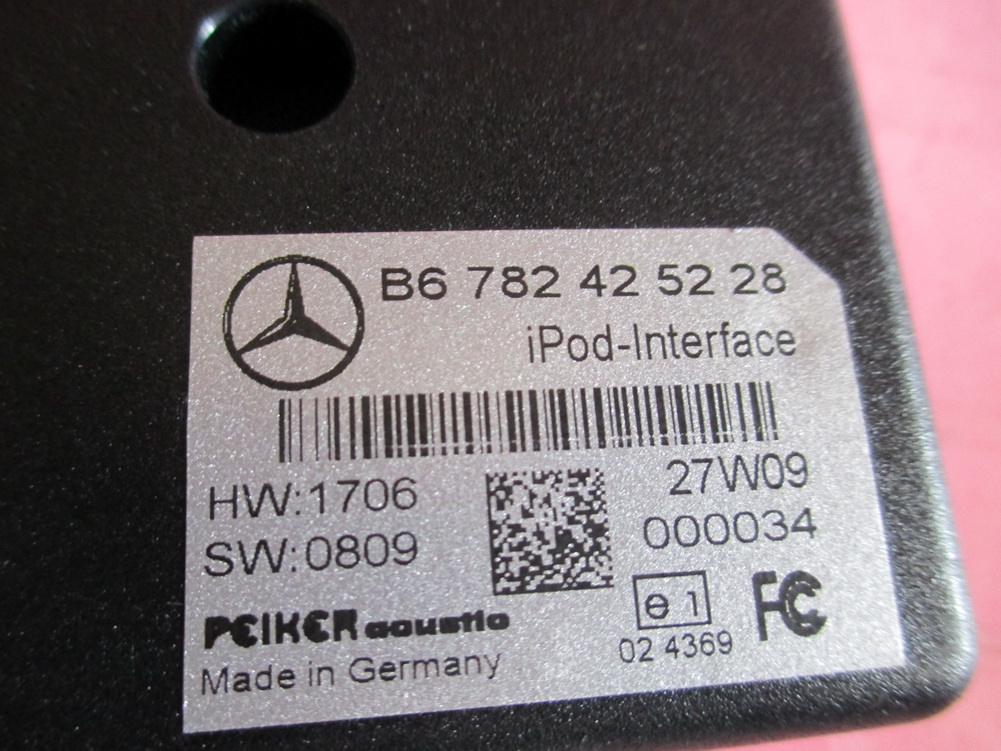 B6 782 42 52 28
iPod-Interface
HW:1706
27W09
SW:0809
000034
PEIKER acustic
e 1
FC
Made in Germany
02 4369